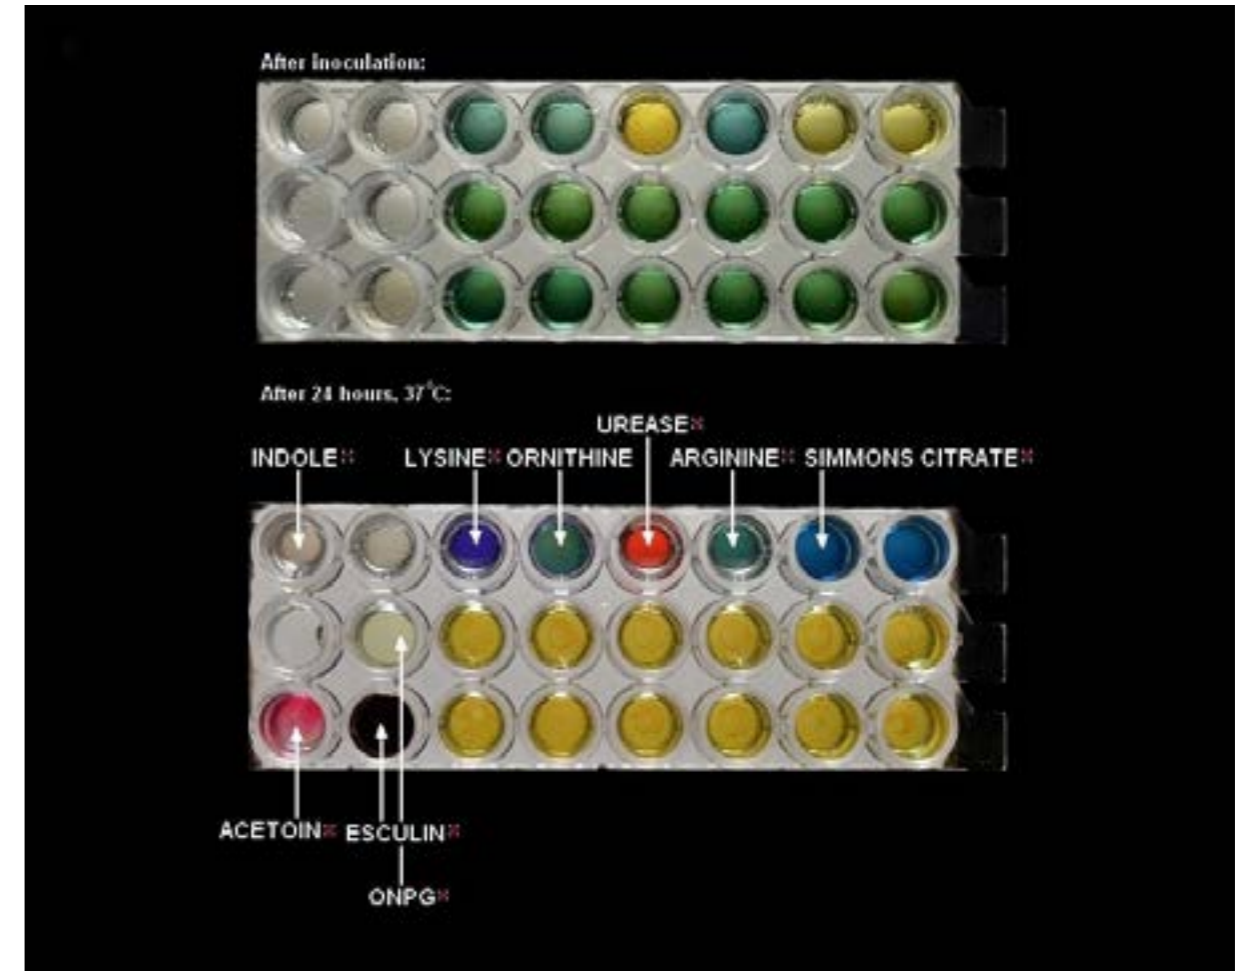 After inoculation:
After 24 hours, 37°C:
UREASE
INDOLE LYSINE ORNITHINE ARGININE SIMMONS CITRATE
ACETOIN ESCULIN
ONPG